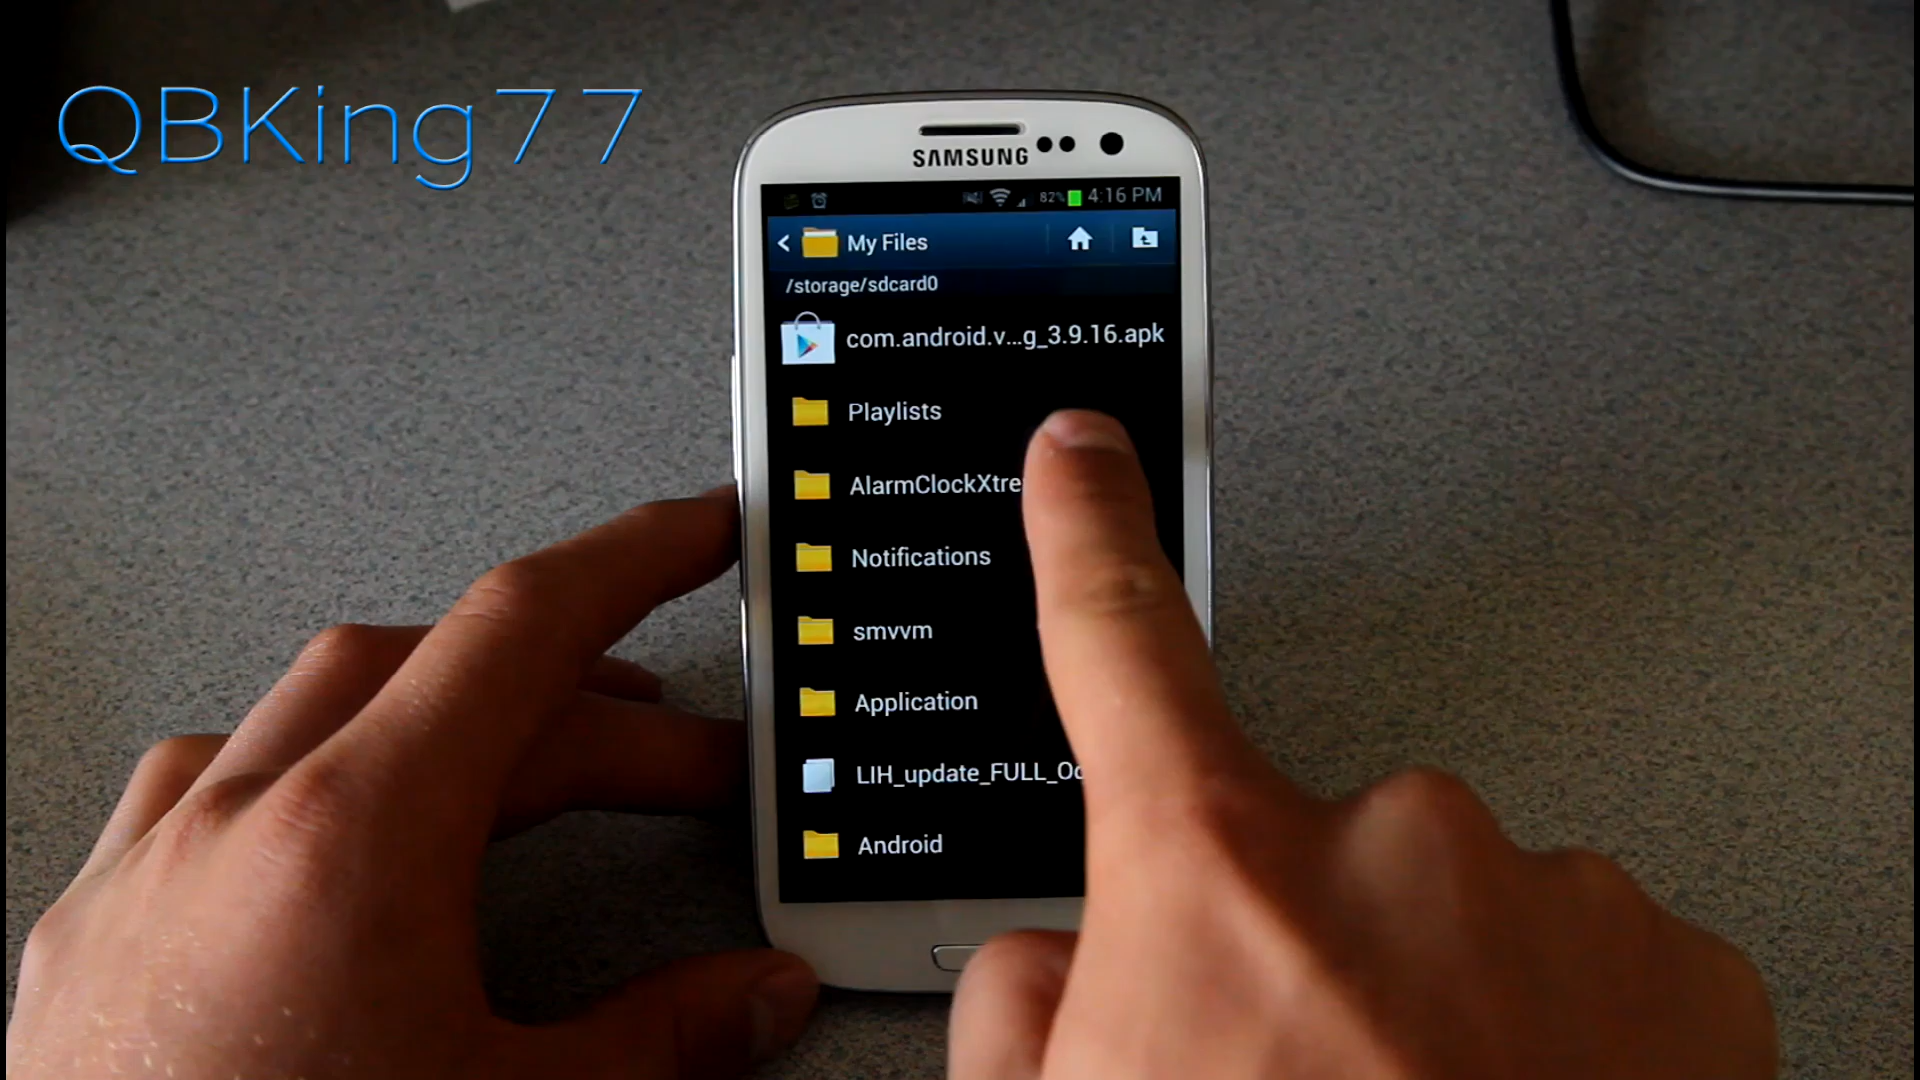 QBKing77
SAMSUNG
82% 4:16 PM
My Files
/storage/sdcard0
com.android.v...g_3.9.16.apk
Playlists
AlarmClockXtre
Notifications
smvvm
Application
LIH_update_FULL_Od
Android